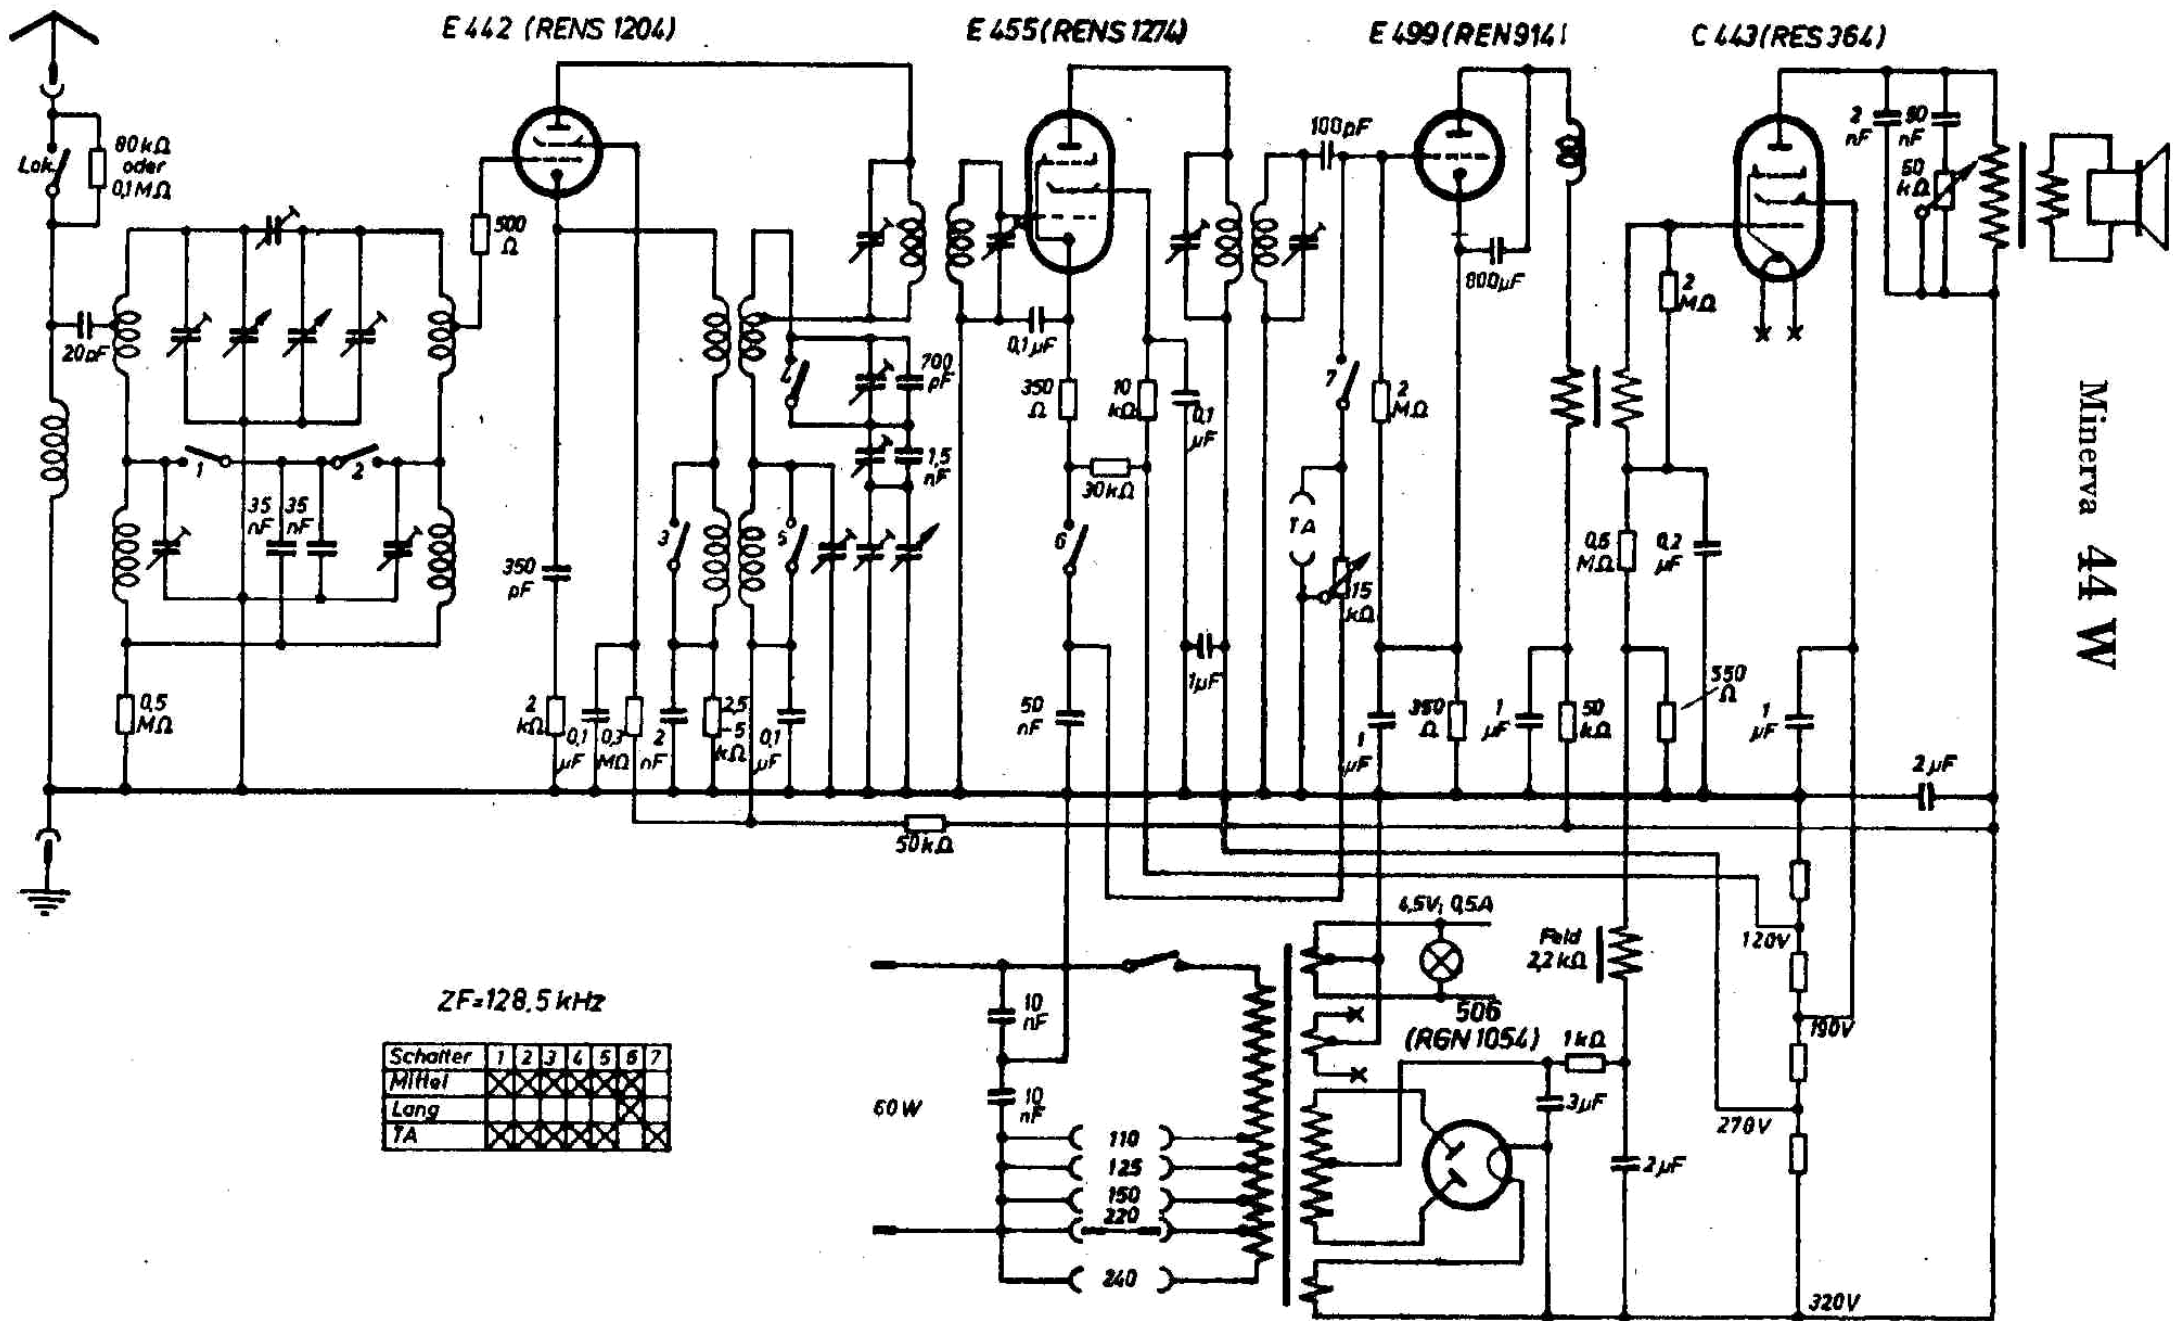 E 442 (RENS 1204)
E 455 (RENS 1274)
E 499 (REN 914)
C 443 (RES 364)
Lok.
80 kΩ
oder
0,1 MΩ
20 pF
500
Ω
35
nF
35
nF
1
2
0,5
MΩ
350
pF
2
kΩ
0,1
µF
0,3
MΩ
2
nF
2,5
-5
kΩ
0,1
µF
3
4
5
700
pF
1,5
nF
0,1 µF
350
Ω
10
kΩ
0,1
µF
30 kΩ
6
50
nF
1 µF
100 pF
7
2
MΩ
TA
15
kΩ
800 µF
1
µF
350
Ω
1
µF
50
kΩ
2
MΩ
0,6
MΩ
0,2
µF
550
Ω
1
µF
2
nF
50
nF
50
kΩ
2 µF
50 kΩ
Minerva 44 W
4,5V; 0,5A
Feld
2,2 kΩ
506
(RGN 1054)
1 kΩ
3 µF
2 µF
120V
190V
270V
320V
10
nF
10
nF
60 W
110
125
150
220
240
ZF=128,5 kHz
Schalter 1 2 3 4 5 6 7
Mittel
Lang
TA